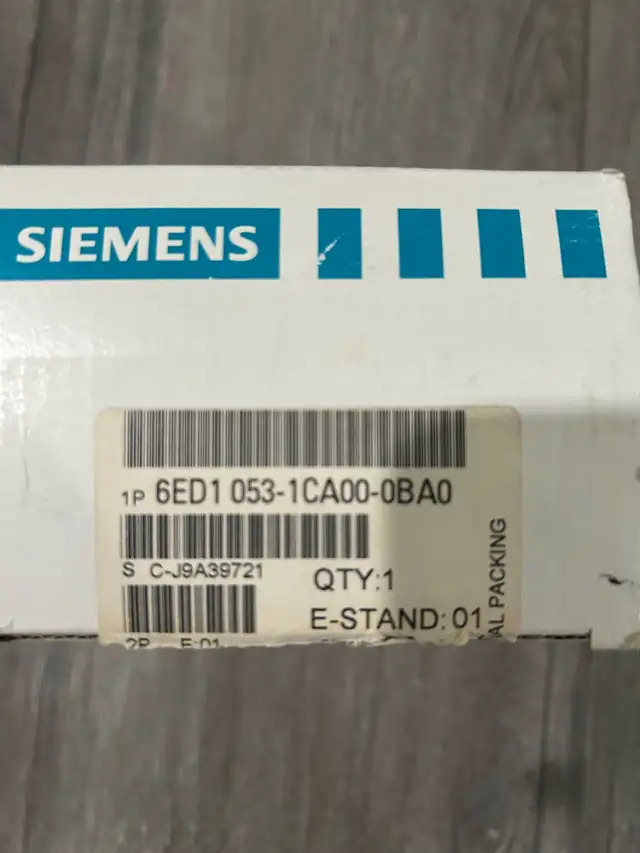 SIEMENS
1P 6ED1 053-1CA00-0BA0
S C-J9A39721
QTY:1
E-STAND: 01
AL PACKING